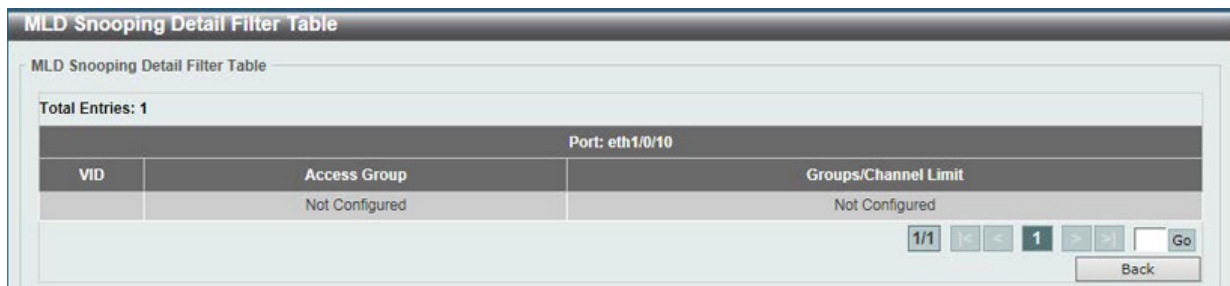 MLD Snooping Detail Filter Table
MLD Snooping Detail Filter Table
Total Entries: 1
Port: eth1/0/10
VID Access Group Groups/Channel Limit
Not Configured Not Configured
1/1 |< < 1 > >| Go
Back